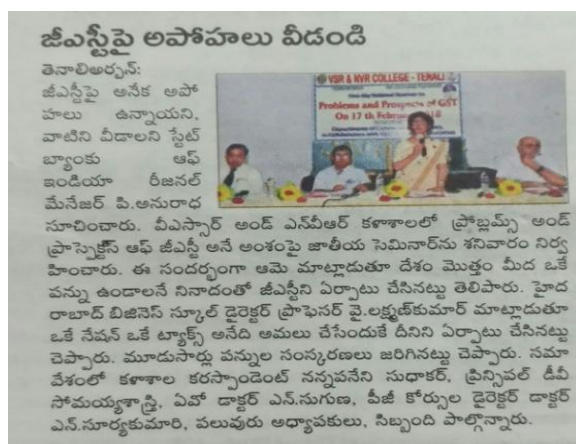 జీఎస్టీపై అపోహలు వీడండి
తెనాలిఅర్బన్:
జీఎస్టీపై అనేక అపో
హలు ఉన్నాయని,
వాటిని వీడాలని స్టేట్
బ్యాంకు ఆఫ్
ఇండియా రీజనల్
మేనేజర్ పి.అనురాధ
VSR & NVR COLLEGE - TENALI
Problems and Prospects of GST
On 17 th
సూచించారు. వీఎస్సార్ అండ్ ఎన్‌వీఆర్ కళాశాలలో ప్రోబ్లమ్స్ అండ్
ప్రాస్పెక్టస్ ఆఫ్ జీఎస్టీ అనే అంశంపై జాతీయ సెమినార్‌ను శనివారం నిర్వ
హించారు. ఈ సందర్భంగా ఆమె మాట్లాడుతూ దేశం మొత్తం మీద ఒకే
పన్ను ఉండాలనే నినాదంతో జీఎస్టీని ఏర్పాటు చేసినట్టు తెలిపారు. హైద
రాబాద్ బిజినెస్ స్కూల్ డైరెక్టర్ ప్రొఫెసర్ వై.లక్ష్మణ్‌కుమార్ మాట్లాడుతూ
ఒకే నేషన్ ఒకే ట్యాక్స్ అనేది అమలు చేసేందుకే దీనిని ఏర్పాటు చేసినట్టు
చెప్పారు. మూడుసార్లు పన్నుల సంస్కరణలు జరిగినట్టు చెప్పారు. సమా
వేశంలో కళాశాల కరస్పాండెంట్ నన్నపనేని సుధాకర్, ప్రిన్సిపల్ డీవీ
సోమయ్యశాస్త్రి, ఏవో డాక్టర్ ఎన్.సుగుణ, పీజీ కోర్సుల డైరెక్టర్ డాక్టర్
ఎన్.సూర్యకుమారి, పలువురు అధ్యాపకులు, సిబ్బంది పాల్గొన్నారు.